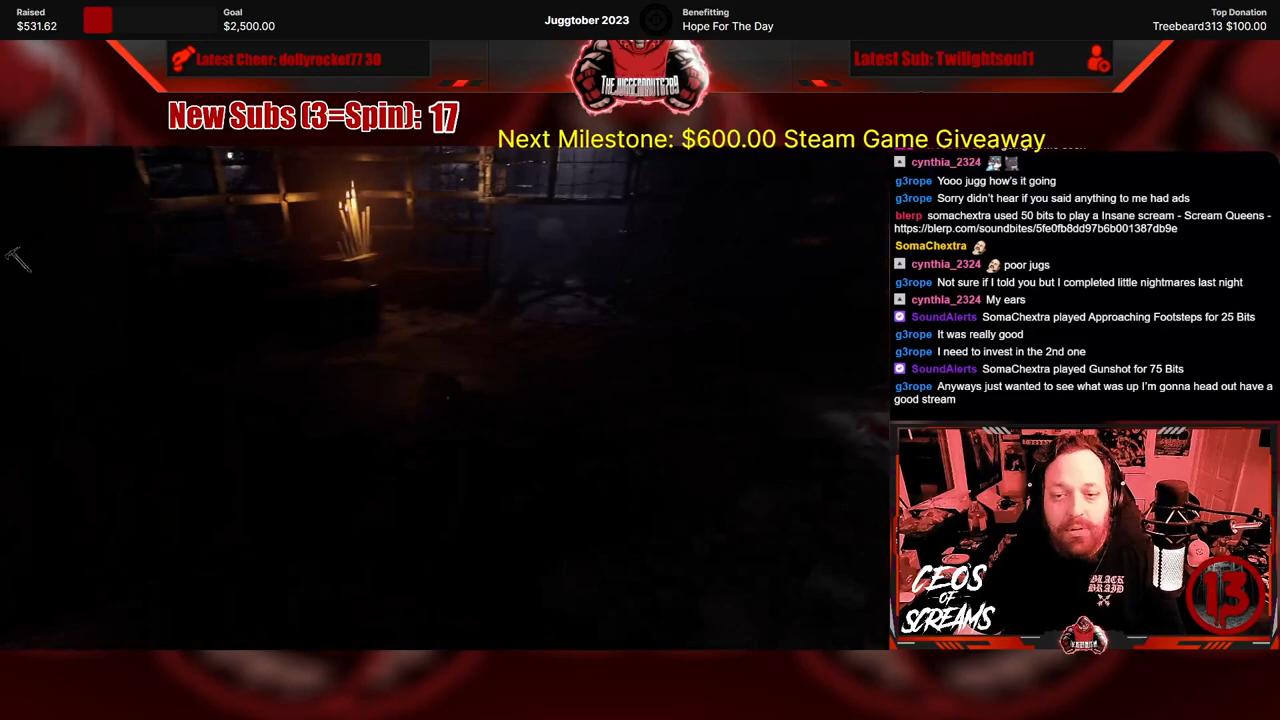 Raised
$531.62
Goal
$2,500.00
Juggtober 2023
Benefitting
Hope For The Day
Top Donation
Treebeard313 $100.00
Latest Cheer: dollyrocket77 30
THEJUGGERNAUT6789
Latest Sub: Twilightsoul1
New Subs (3=Spin): 17
Next Milestone: $600.00 Steam Game Giveaway
cynthia_2324
g3rope Yooo jugg how's it going
g3rope Sorry didn't hear if you said anything to me had ads
blerp somachextra used 50 bits to play a Insane scream - Scream Queens -
https://blerp.com/soundbites/5fe0fb8dd97b6b001387db9e
SomaChextra
cynthia_2324 poor jugs
g3rope Not sure if I told you but I completed little nightmares last night
cynthia_2324 My ears
SoundAlerts SomaChextra played Approaching Footsteps for 25 Bits
g3rope It was really good
g3rope I need to invest in the 2nd one
SoundAlerts SomaChextra played Gunshot for 75 Bits
g3rope Anyways just wanted to see what was up I'm gonna head out have a
good stream
BLACK
BRAID
CEOS
OF
SCREAMS
13